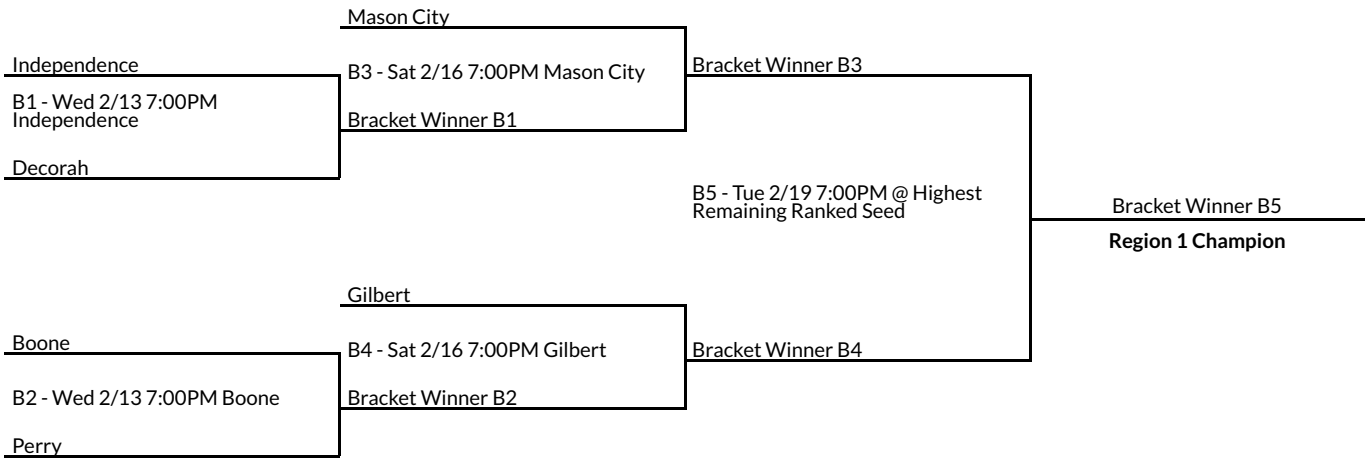 Mason City
Independence
B3 - Sat 2/16 7:00PM Mason City
Bracket Winner B3
B1 - Wed 2/13 7:00PM
Independence
Bracket Winner B1
Decorah
B5 - Tue 2/19 7:00PM @ Highest
Remaining Ranked Seed
Bracket Winner B5
Region 1 Champion
Gilbert
Boone
B4 - Sat 2/16 7:00PM Gilbert
Bracket Winner B4
B2 - Wed 2/13 7:00PM Boone
Bracket Winner B2
Perry